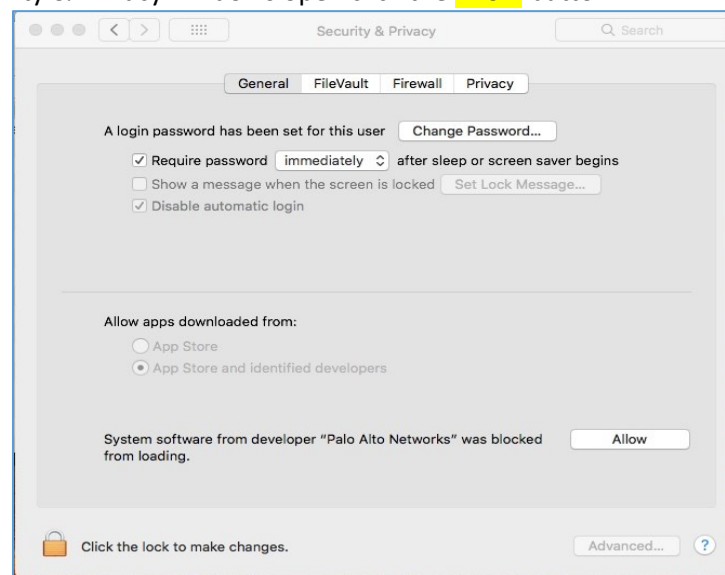 Security & Privacy
Search
General FileVault Firewall Privacy
A login password has been set for this user Change Password...
Require password immediately after sleep or screen saver begins
Show a message when the screen is locked Set Lock Message...
Disable automatic login
Allow apps downloaded from:
App Store
App Store and identified developers
System software from developer "Palo Alto Networks" was blocked Allow
from loading.
Click the lock to make changes. Advanced... ?